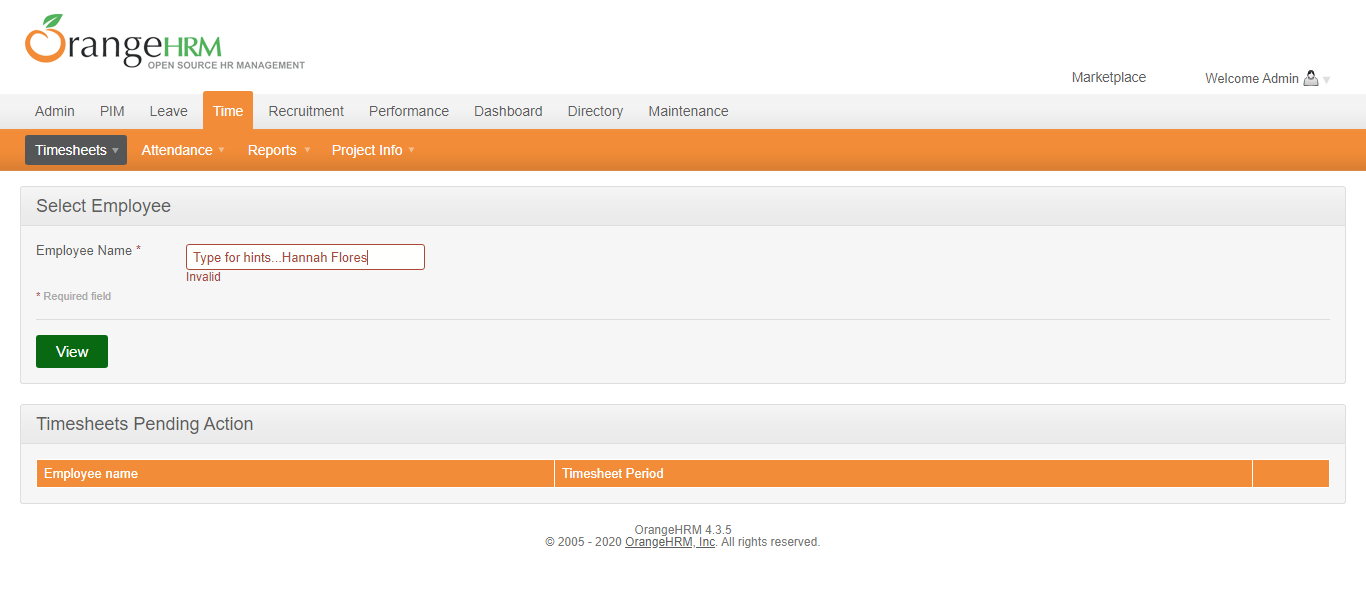 OrangeHRM
OPEN SOURCE HR MANAGEMENT
Marketplace Welcome Admin
Admin PIM Leave Time Recruitment Performance Dashboard Directory Maintenance
Timesheets Attendance Reports Project Info
Select Employee
Employee Name * Type for hints...Hannah Flores
Invalid
* Required field
View
Timesheets Pending Action
Employee name Timesheet Period
OrangeHRM 4.3.5
© 2005 - 2020 OrangeHRM, Inc. All rights reserved.